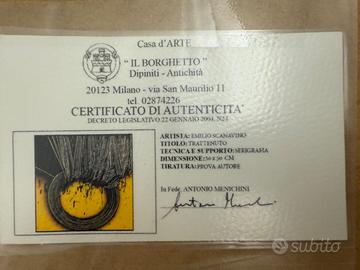 Casa d'ARTE
" IL BORGHETTO "
Dipiniti - Antichità
20123 Milano - via San Maurilio 11
tel. 02874226
CERTIFICATO DI AUTENTICITA'
DECRETO LEGISLATIVO 22 GENNAIO 2004, N24
ARTISTA: EMILIO SCANAVINO
TITOLO: TRATTENUTO
TECNICA E SUPPORTO: SERIGRAFIA
DIMENSIONE: 50 X 50 CM
TIRATURA: PROVA AUTORE
In Fede ANTONIO MENICHINI
subito